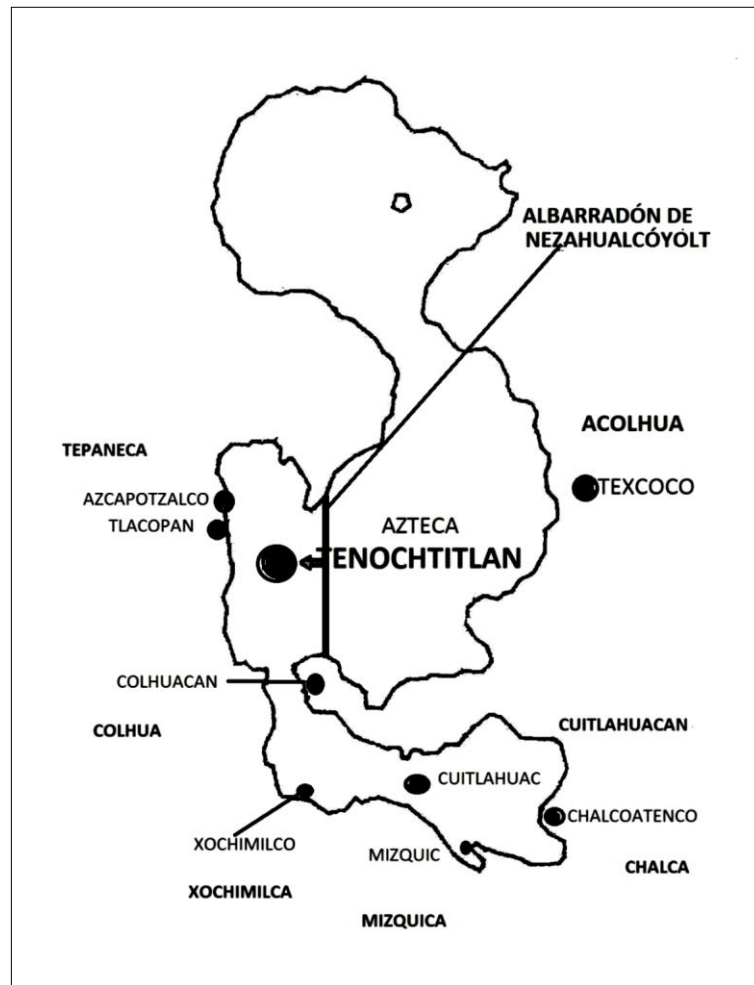 ALBARRADÓN DE
NEZAHUALCÓYOLT
ACOLHUA
TEPANECA
TEXCOCO
AZCAPOTZALCO
TLACOPAN
AZTECA
TENOCHTITLAN
COLHUACAN
COLHUA
CUITLAHUACAN
CUITLAHUAC
CHALCOATENCO
XOCHIMILCO
MIZQUIC
CHALCA
XOCHIMILCA
MIZQUICA